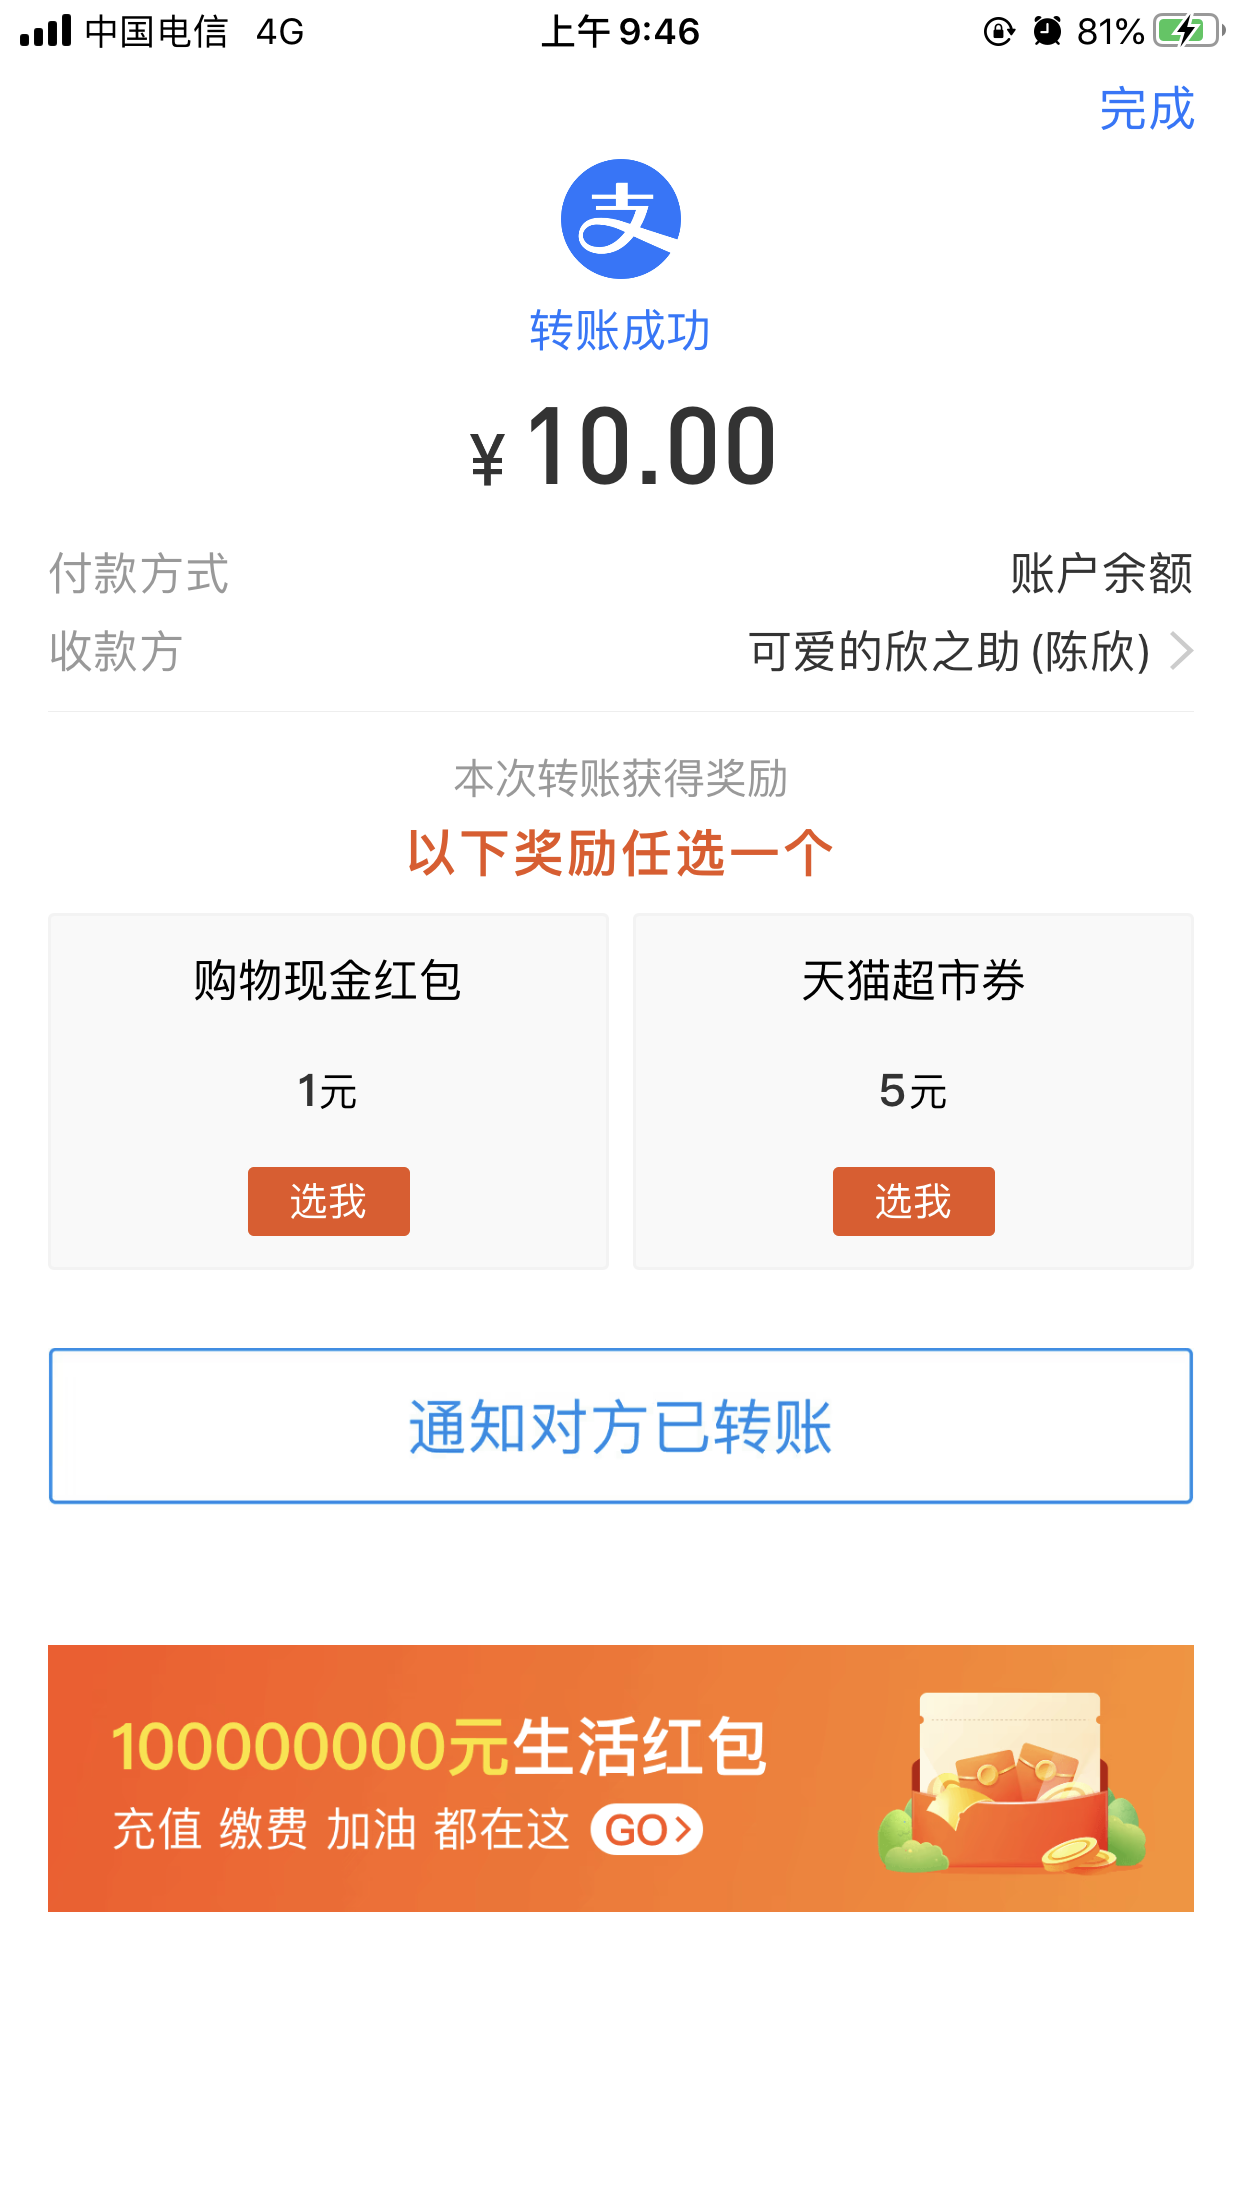 中国电信 4G 上午 9:46 81%
完成
支
转账成功
¥ 10.00
付款方式 账户余额
收款方 可爱的欣之助 (陈欣)
本次转账获得奖励
以下奖励任选一个
购物现金红包 天猫超市券
1元 5元
选我 选我
通知对方已转账
100000000元生活红包
充值 缴费 加油 都在这 GO